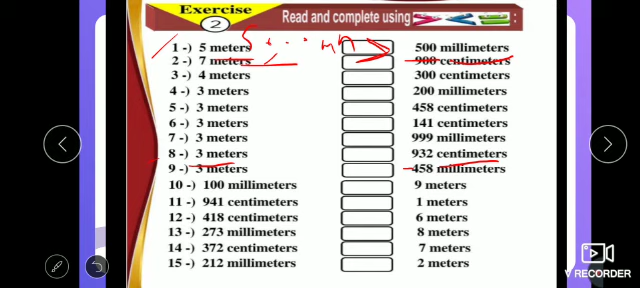 Exercise
2
Read and complete using > < =:
1 -) 5 meters 500 millimeters
2 -) 7 meters 900 centimeters
3 -) 4 meters 300 centimeters
4 -) 3 meters 200 millimeters
5 -) 3 meters 458 centimeters
6 -) 3 meters 141 centimeters
7 -) 3 meters 999 millimeters
8 -) 3 meters 932 centimeters
9 -) 3 meters 458 millimeters
10 -) 100 millimeters 9 meters
11 -) 941 centimeters 1 meters
12 -) 418 centimeters 6 meters
13 -) 273 millimeters 8 meters
14 -) 372 centimeters 7 meters
15 -) 212 millimeters 2 meters
V RECORDER